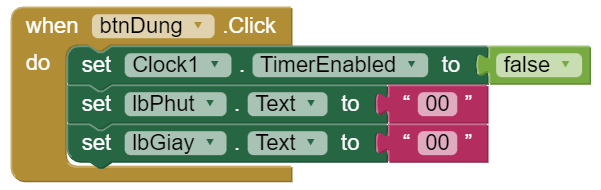 when btnDung .Click
do set Clock1 . TimerEnabled to false
set lbPhut . Text to “ 00 ”
set lbGiay . Text to “ 00 ”